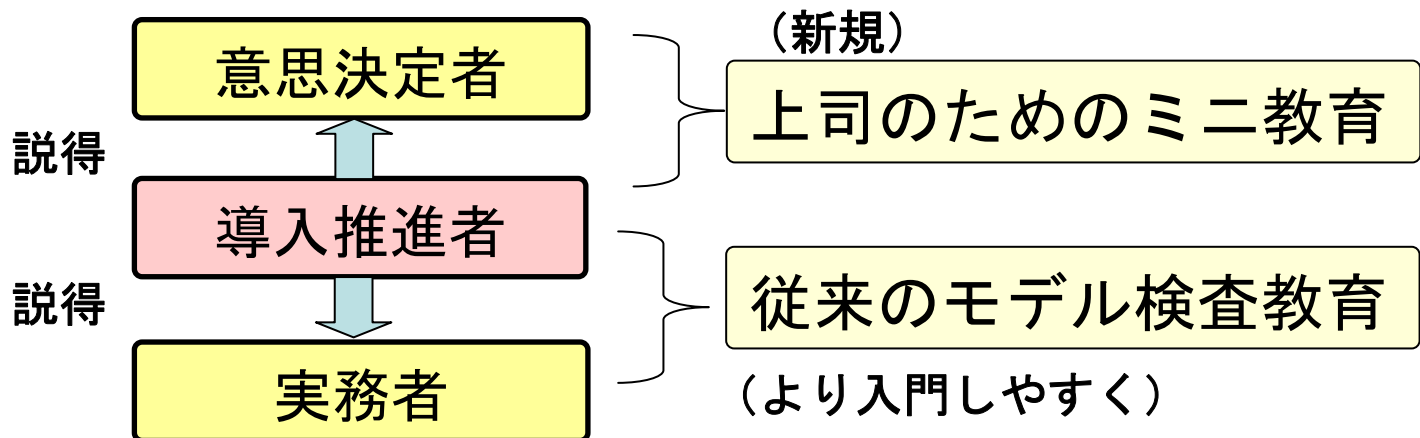 意思決定者
説得
導入推進者
説得
実務者
（新規）
上司のためのミニ教育
従来のモデル検査教育
（より入門しやすく）